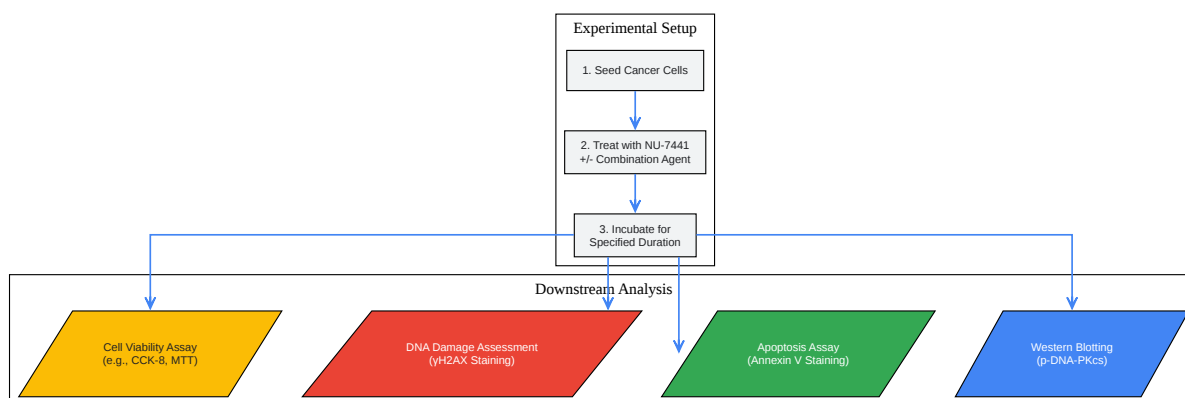 Experimental Setup
1. Seed Cancer Cells
2. Treat with NU-7441
+/- Combination Agent
3. Incubate for
Specified Duration
Downstream Analysis
Cell Viability Assay
(e.g., CCK-8, MTT)
DNA Damage Assessment
(γH2AX Staining)
Apoptosis Assay
(Annexin V Staining)
Western Blotting
(p-DNA-PKcs)